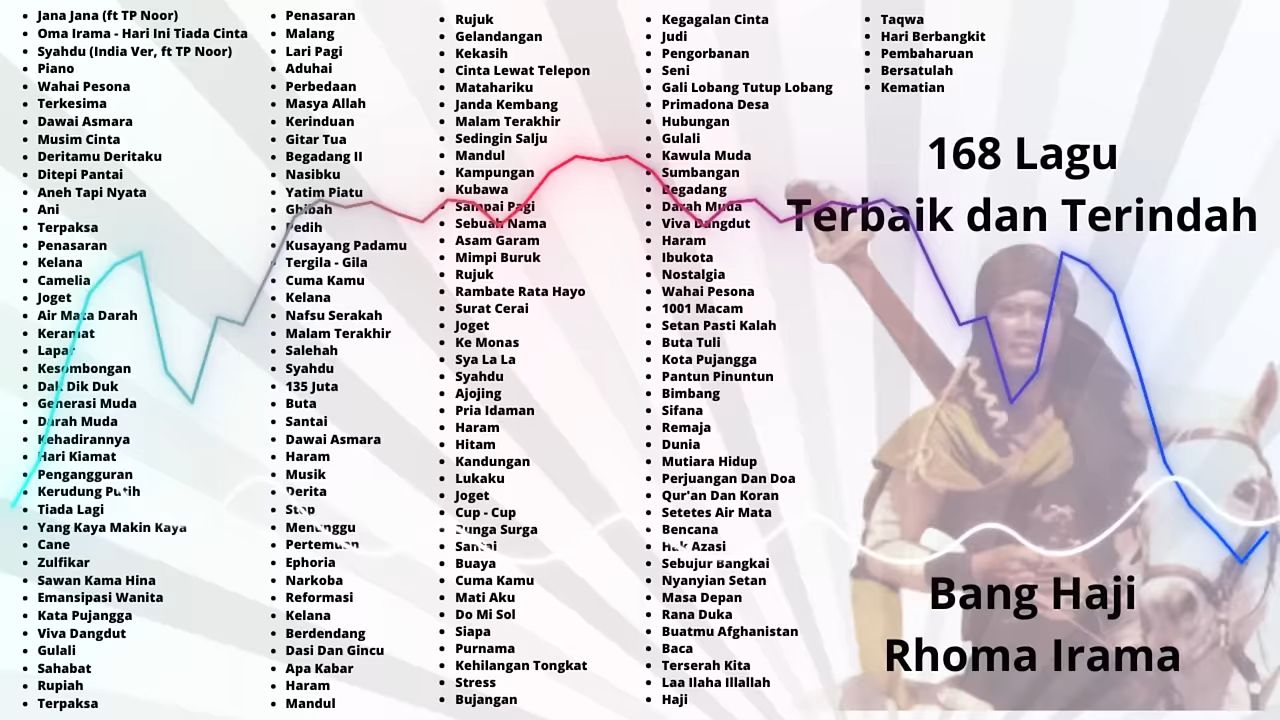 Jana Jana (ft TP Noor)
Oma Irama - Hari Ini Tiada Cinta
Syahdu (India Ver, ft TP Noor)
Piano
Wahai Pesona
Terkesima
Dawai Asmara
Musim Cinta
Deritamu Deritaku
Ditepi Pantai
Aneh Tapi Nyata
Ani
Terpaksa
Penasaran
Kelana
Camelia
Joget
Air Mata Darah
Keramat
Lapar
Kesombongan
Dak Dik Duk
Generasi Muda
Darah Muda
Kehadirannya
Hari Kiamat
Pengangguran
Kerudung Putih
Tiada Lagi
Yang Kaya Makin Kaya
Cane
Zulfikar
Sawan Kama Hina
Emansipasi Wanita
Kata Pujangga
Viva Dangdut
Gulali
Sahabat
Rupiah
Terpaksa
Penasaran
Malang
Lari Pagi
Aduhai
Perbedaan
Masya Allah
Kerinduan
Gitar Tua
Begadang II
Nasibku
Yatim Piatu
Ghibah
Pedih
Kusayang Padamu
Tergila - Gila
Cuma Kamu
Kelana
Nafsu Serakah
Malam Terakhir
Salehah
Syahdu
135 Juta
Buta
Santai
Dawai Asmara
Haram
Musik
Derita
Stop
Menunggu
Pertemuan
Ephoria
Narkoba
Reformasi
Kelana
Berdendang
Dasi Dan Gincu
Apa Kabar
Haram
Mandul
Rujuk
Gelandangan
Kekasih
Cinta Lewat Telepon
Matahariku
Janda Kembang
Malam Terakhir
Sedingin Salju
Mandul
Kampungan
Kubawa
Sampai Pagi
Sebuah Nama
Asam Garam
Mimpi Buruk
Rujuk
Rambate Rata Hayo
Surat Cerai
Joget
Ke Monas
Sya La La
Syahdu
Ajojing
Pria Idaman
Haram
Hitam
Kandungan
Lukaku
Joget
Cup - Cup
Bunga Surga
Santai
Buaya
Cuma Kamu
Mati Aku
Do Mi Sol
Siapa
Purnama
Kehilangan Tongkat
Stress
Bujangan
Kegagalan Cinta
Judi
Pengorbanan
Seni
Gali Lobang Tutup Lobang
Primadona Desa
Hubungan
Gulali
Kawula Muda
Sumbangan
Begadang
Darah Muda
Viva Dangdut
Haram
Ibukota
Nostalgia
Wahai Pesona
1001 Macam
Setan Pasti Kalah
Buta Tuli
Kota Pujangga
Pantun Pinuntun
Bimbang
Sifana
Remaja
Dunia
Mutiara Hidup
Perjuangan Dan Doa
Qur'an Dan Koran
Setetes Air Mata
Bencana
Hak Azasi
Sebujur Bangkai
Nyanyian Setan
Masa Depan
Rana Duka
Buatmu Afghanistan
Baca
Terserah Kita
Laa Ilaha Illallah
Haji
Taqwa
Hari Berbangkit
Pembaharuan
Bersatulah
Kematian
168 Lagu
Terbaik dan Terindah
Bang Haji
Rhoma Irama